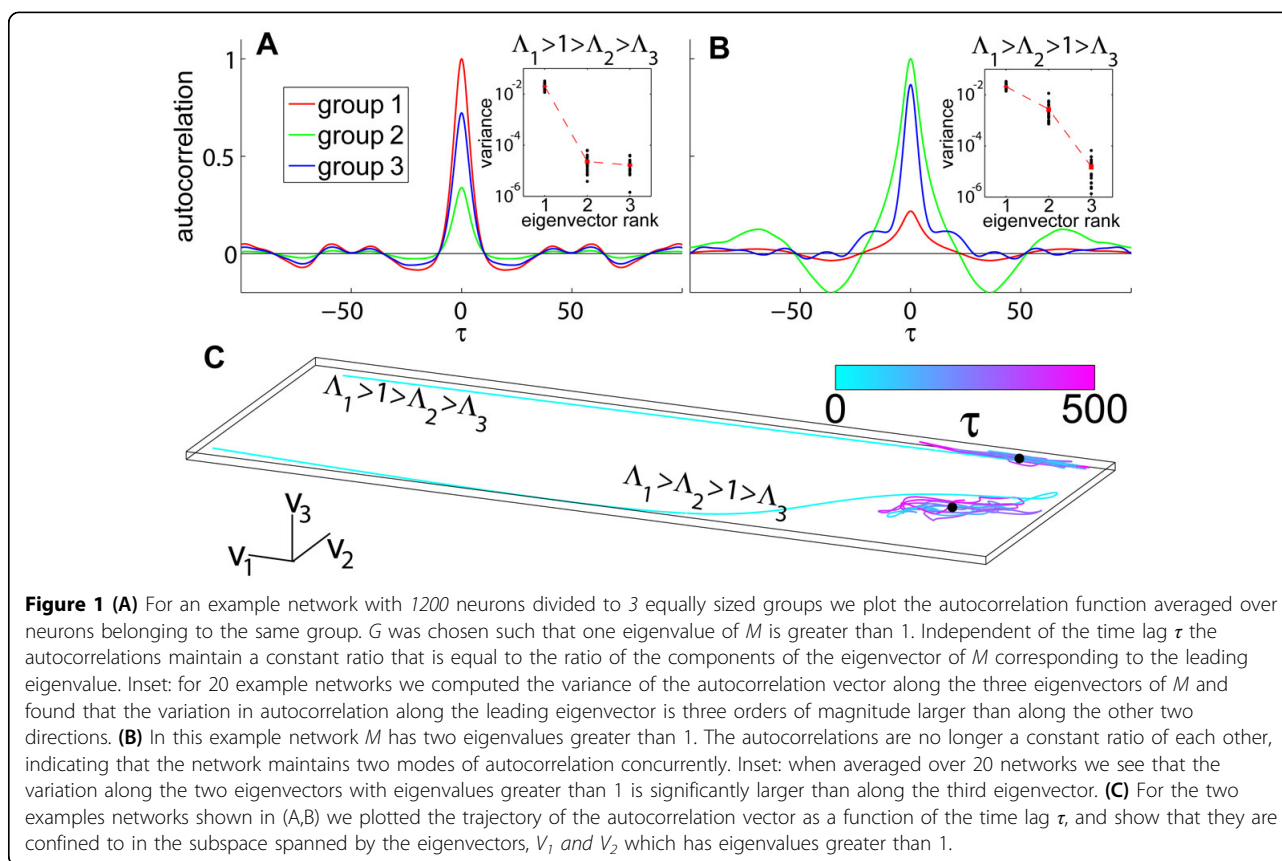 A
Λ1>1>Λ2>Λ3
B
Λ1>Λ2>1>Λ3
autocorrelation
1
0.5
0
group 1
group 2
group 3
variance
10-2
10-4
10-6
1 2 3
eigenvector rank
variance
10-2
10-4
10-6
1 2 3
eigenvector rank
−50 0 50
τ
−50 0 50
τ
C
Λ1>1>Λ2>Λ3
Λ1>Λ2>1>Λ3
0 500
τ
V3
V1 V2
Figure 1 (A) For an example network with 1200 neurons divided to 3 equally sized groups we plot the autocorrelation function averaged over
neurons belonging to the same group. G was chosen such that one eigenvalue of M is greater than 1. Independent of the time lag τ the
autocorrelations maintain a constant ratio that is equal to the ratio of the components of the eigenvector of M corresponding to the leading
eigenvalue. Inset: for 20 example networks we computed the variance of the autocorrelation vector along the three eigenvectors of M and
found that the variation in autocorrelation along the leading eigenvector is three orders of magnitude larger than along the other two
directions. (B) In this example network M has two eigenvalues greater than 1. The autocorrelations are no longer a constant ratio of each other,
indicating that the network maintains two modes of autocorrelation concurrently. Inset: when averaged over 20 networks we see that the
variation along the two eigenvectors with eigenvalues greater than 1 is significantly larger than along the third eigenvector. (C) For the two
examples networks shown in (A,B) we plotted the trajectory of the autocorrelation vector as a function of the time lag τ, and show that they are
confined to in the subspace spanned by the eigenvectors, V1 and V2 which has eigenvalues greater than 1.